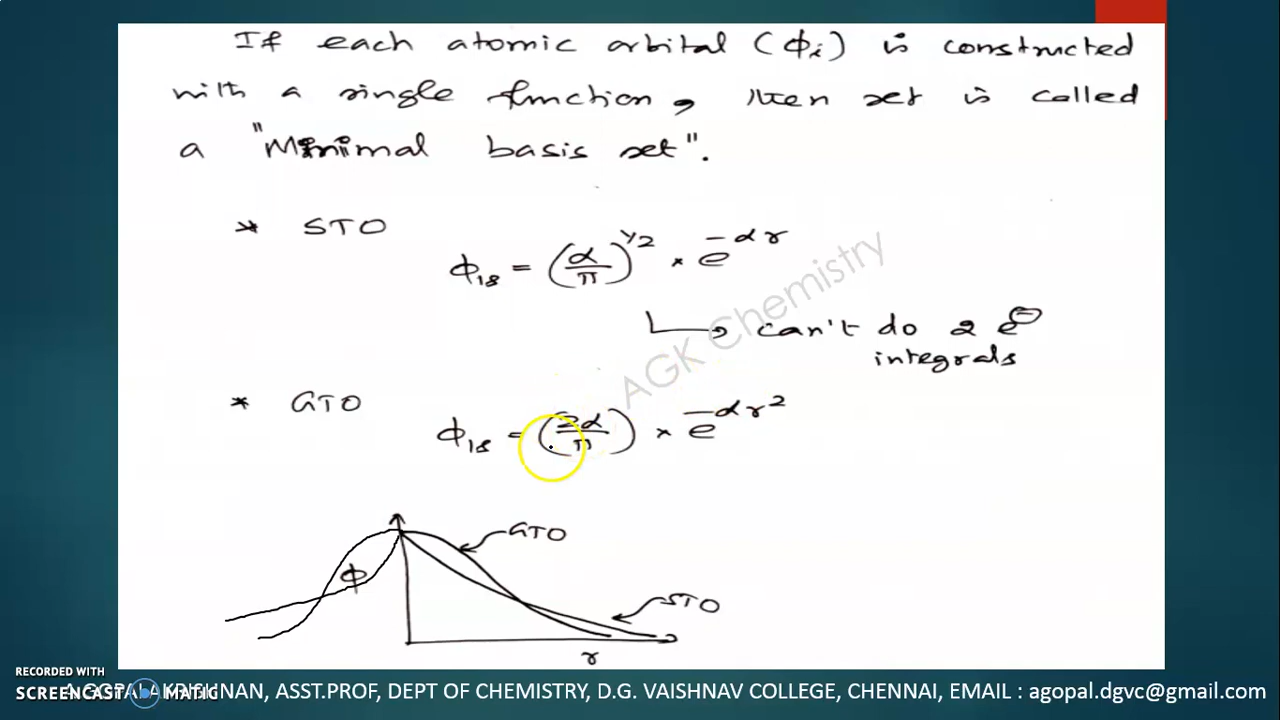 If each atomic orbital (ϕi) is constructed
with a single function, then set is called
a "Minimal basis set".
* STO
ϕ1s = (α/π)^1/2 × e^-αr
↳ can't do 2 e⊖
integrals
AGK Chemistry
* GTO
ϕ1s = (2α/π) × e^-αr²
GTO
ϕ
STO
r
RECORDED WITH
SCREENCAST MATIC
A.GOPALAKRISHNAN, ASST.PROF, DEPT OF CHEMISTRY, D.G. VAISHNAV COLLEGE, CHENNAI, EMAIL : agopal.dgvc@gmail.com